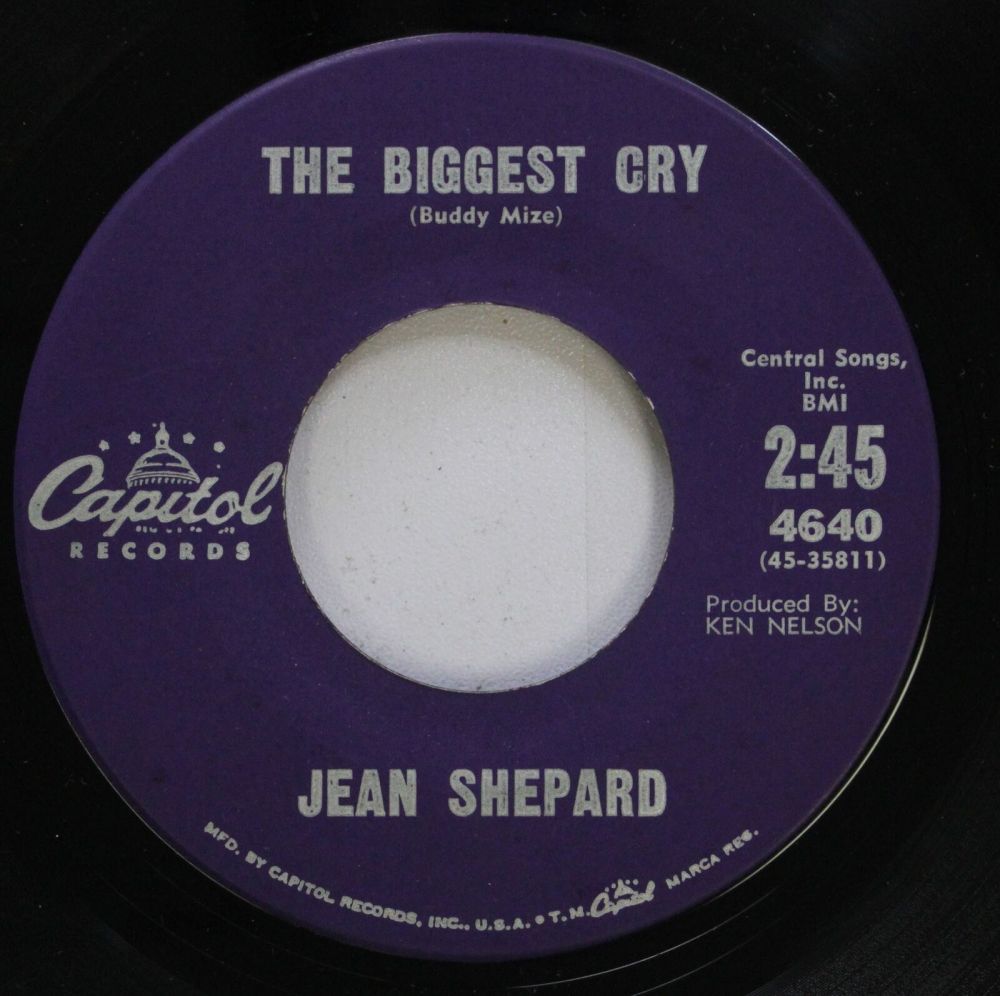 THE BIGGEST CRY
(Buddy Mize)
Central Songs,
Inc.
BMI
2:45
4640
(45-35811)
Produced By:
KEN NELSON
Capitol
RECORDS
JEAN SHEPARD
MFD. BY CAPITOL RECORDS, INC., U.S.A. • T.M. Capitol MARCA REG.